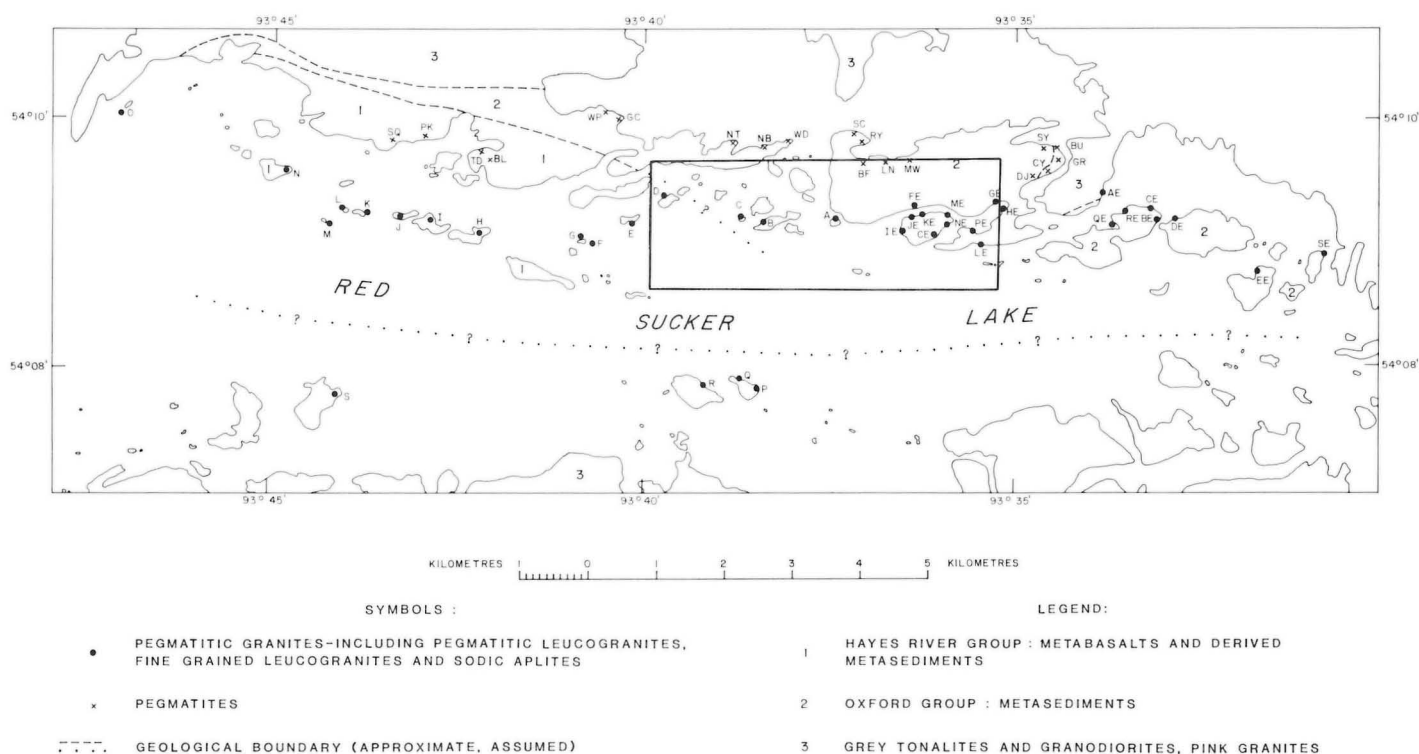 93° 45' 93° 40' 93° 35'
3
3
54° 10' 54° 10'
O 1 2 WP GC
SQ PK 2 NT NB WD SC RY SY BU
TD BL 1 2 LN MW BF CY GR
1 N DJ 3
D AE
L K FE GE CE
M J I H C B A ME HE QE RE BE
G F E IE JE KE NE PE DE 2
CE LE 2 SE
1 EE 2
RED
SUCKER LAKE
? ? ? ? ? ?
54° 08' 54° 08'
S R Q P
3
93° 45' 93° 40' 93° 35'
KILOMETRES 1 0 1 2 3 4 5 KILOMETRES
SYMBOLS : LEGEND:
PEGMATITIC GRANITES-INCLUDING PEGMATITIC LEUCOGRANITES, 1 HAYES RIVER GROUP : METABASALTS AND DERIVED
FINE GRAINED LEUCOGRANITES AND SODIC APLITES METASEDIMENTS
PEGMATITES 2 OXFORD GROUP : METASEDIMENTS
GEOLOGICAL BOUNDARY (APPROXIMATE, ASSUMED) 3 GREY TONALITES AND GRANODIORITES, PINK GRANITES